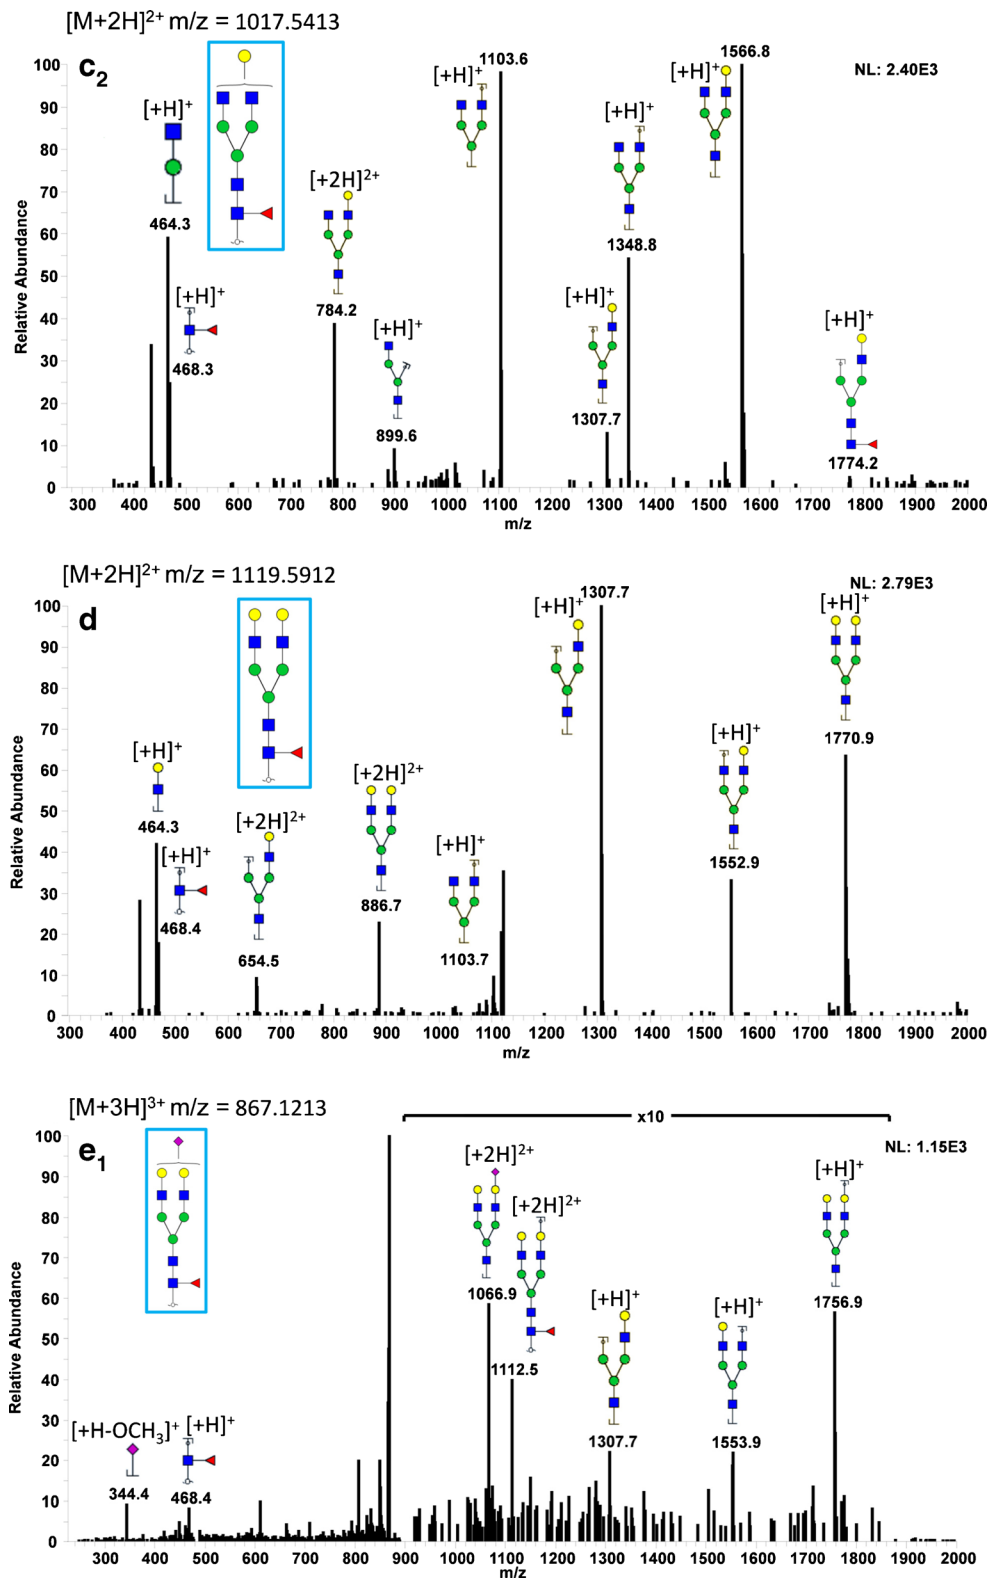 [M+2H]2+ m/z = 1017.5413
c2
NL: 2.40E3
[+H]+ 1103.6
1566.8
[+H]+
[+H]+
[+H]+
[+2H]2+
464.3
[+H]+
468.3
784.2
[+H]+
899.6
1348.8
[+H]+
1307.7
[+H]+
1774.2
Relative Abundance
100
90
80
70
60
50
40
30
20
10
0
300 400 500 600 700 800 900 1000 1100 1200 1300 1400 1500 1600 1700 1800 1900 2000
m/z
[M+2H]2+ m/z = 1119.5912
d
NL: 2.79E3
[+H]+
1307.7
[+H]+
[+H]+
464.3
[+H]+
468.4
[+2H]2+
654.5
[+2H]2+
886.7
[+H]+
1103.7
[+H]+
1552.9
1770.9
Relative Abundance
100
90
80
70
60
50
40
30
20
10
0
300 400 500 600 700 800 900 1000 1100 1200 1300 1400 1500 1600 1700 1800 1900 2000
m/z
[M+3H]3+ m/z = 867.1213
e1
x10
NL: 1.15E3
[+2H]2+
1066.9
[+2H]2+
1112.5
[+H]+
1307.7
[+H]+
1553.9
[+H]+
1756.9
[+H-OCH3]+ [+H]+
344.4
468.4
Relative Abundance
100
90
80
70
60
50
40
30
20
10
0
300 400 500 600 700 800 900 1000 1100 1200 1300 1400 1500 1600 1700 1800 1900 2000
m/z